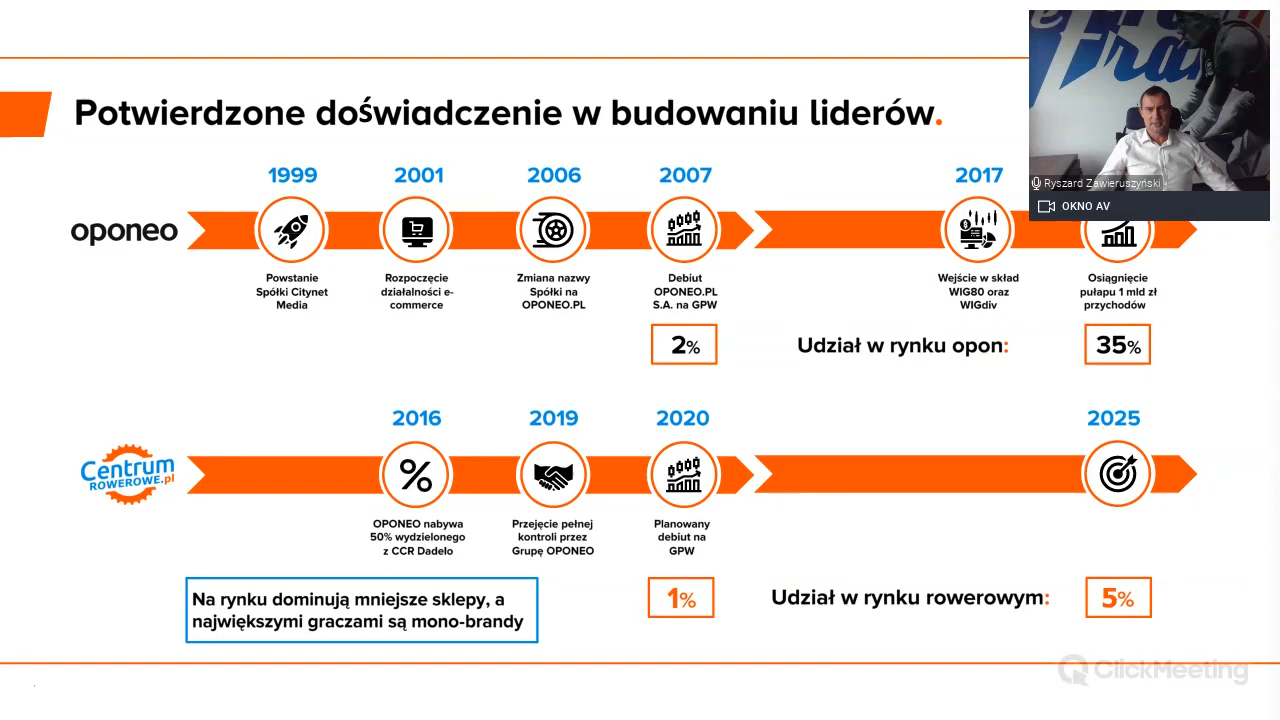 Potwierdzone doświadczenie w budowaniu liderów.
Ryszard Zawieruszyński
OKNO AV
1999
2001
2006
2007
2017
oponeo
Powstanie
Spółki Citynet
Media
Rozpoczęcie
działalności e-
commerce
Zmiana nazwy
Spółki na
OPONEO.PL
Debiut
OPONEO.PL
S.A. na GPW
Wejście w skład
WIG80 oraz
WIGdiv
Osiągnięcie
pułapu 1 mld zł
przychodów
2%
Udział w rynku opon:
35%
2016
2019
2020
2025
Centrum
ROWEROWE.pl
OPONEO nabywa
50% wydzielonego
z CCR Dadelo
Przejęcie pełnej
kontroli przez
Grupę OPONEO
Planowany
debiut na
GPW
Na rynku dominują mniejsze sklepy, a
największymi graczami są mono-brandy
1%
Udział w rynku rowerowym:
5%
ClickMeeting